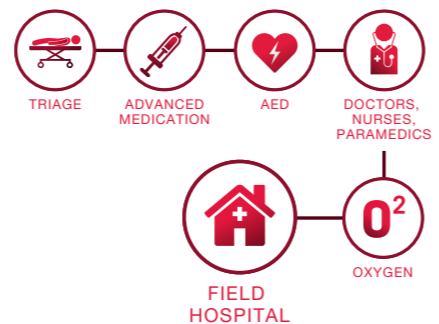 TRIAGE
ADVANCED
MEDICATION
AED
DOCTORS,
NURSES,
PARAMEDICS
O²
OXYGEN
FIELD
HOSPITAL